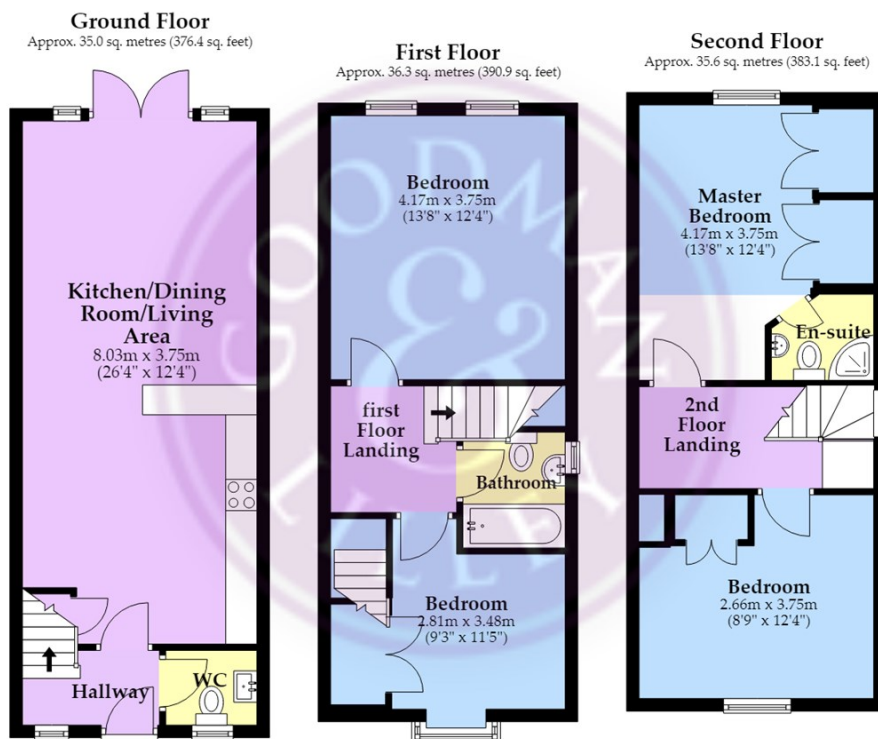 Ground Floor
Approx. 35.0 sq. metres (376.4 sq. feet)
Kitchen/Dining
Room/Living
Area
8.03m x 3.75m
(26'4" x 12'4")
Hallway
WC
First Floor
Approx. 36.3 sq. metres (390.9 sq. feet)
Bedroom
4.17m x 3.75m
(13'8" x 12'4")
first
Floor
Landing
Bathroom
Bedroom
2.81m x 3.48m
(9'3" x 11'5")
Second Floor
Approx. 35.6 sq. metres (383.1 sq. feet)
Master
Bedroom
4.17m x 3.75m
(13'8" x 12'4")
En-suite
2nd
Floor
Landing
Bedroom
2.66m x 3.75m
(8'9" x 12'4")
GOODMAN
&
LILLEY